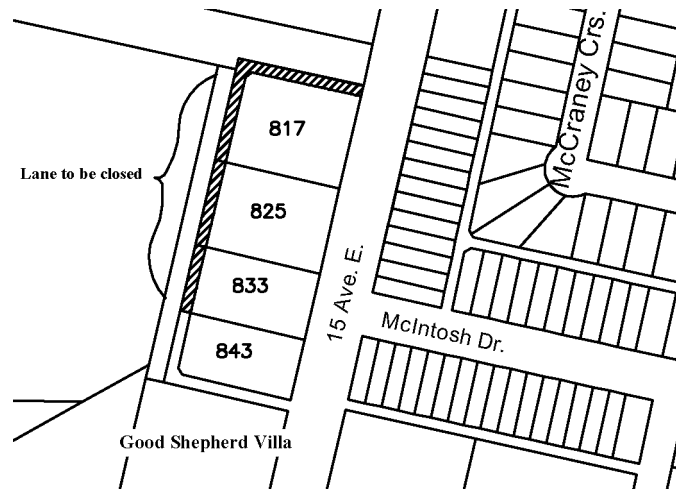 McCraney Crs.
817
Lane to be closed
825
15 Ave. E.
833
McIntosh Dr.
843
Good Shepherd Villa